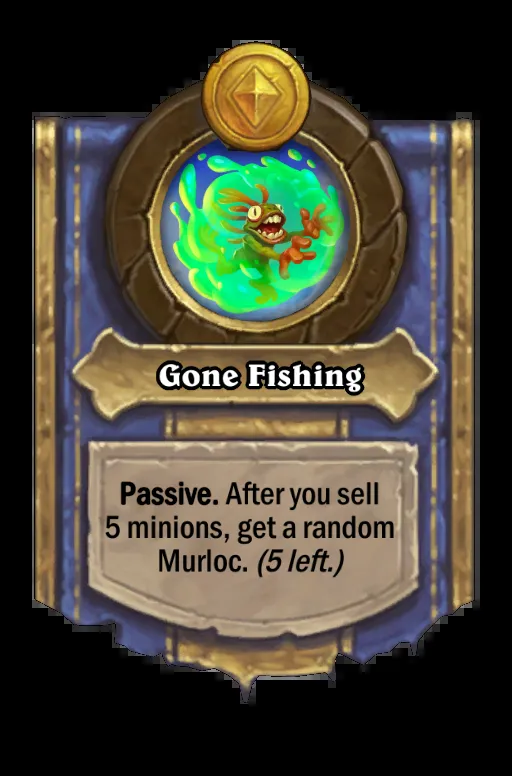 Gone Fishing
Passive. After you sell
5 minions, get a random
Murloc. (5 left.)